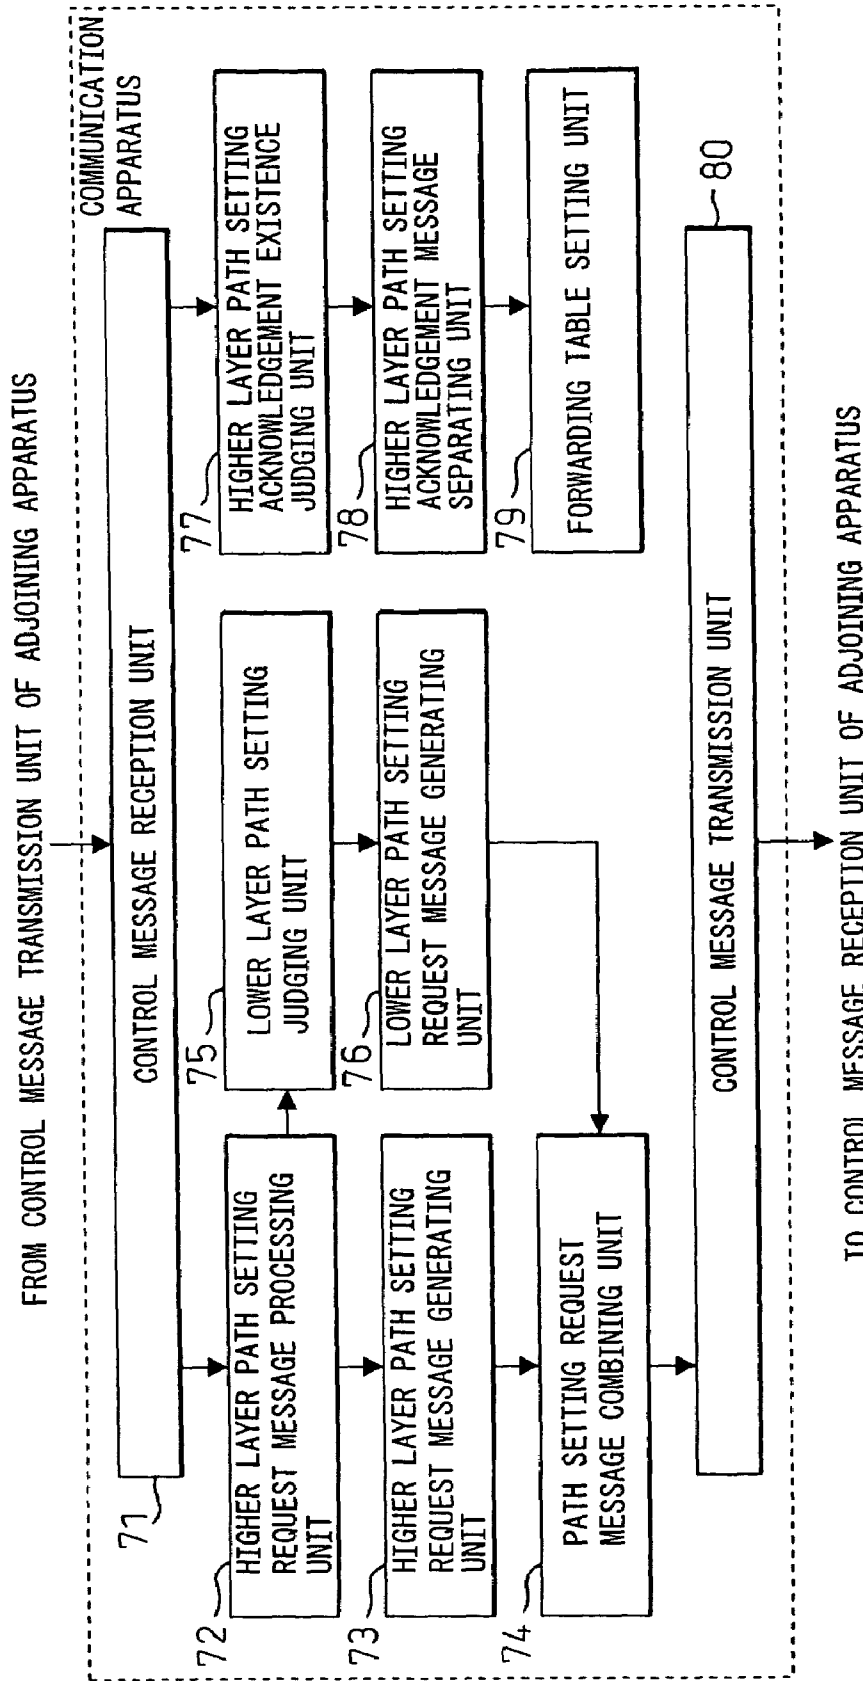 FROM CONTROL MESSAGE TRANSMISSION UNIT OF ADJOINING APPARATUS
COMMUNICATION
APPARATUS
71
CONTROL MESSAGE RECEPTION UNIT
72
HIGHER LAYER PATH SETTING
REQUEST MESSAGE PROCESSING
UNIT
75
LOWER LAYER PATH SETTING
JUDGING UNIT
77
HIGHER LAYER PATH SETTING
ACKNOWLEDGEMENT EXISTENCE
JUDGING UNIT
73
HIGHER LAYER PATH SETTING
REQUEST MESSAGE GENERATING
UNIT
76
LOWER LAYER PATH SETTING
REQUEST MESSAGE GENERATING
UNIT
78
HIGHER LAYER PATH SETTING
ACKNOWLEDGEMENT MESSAGE
SEPARATING UNIT
74
PATH SETTING REQUEST
MESSAGE COMBINING UNIT
79
FORWARDING TABLE SETTING UNIT
80
CONTROL MESSAGE TRANSMISSION UNIT
TO CONTROL MESSAGE RECEPTION UNIT OF ADJOINING APPARATUS